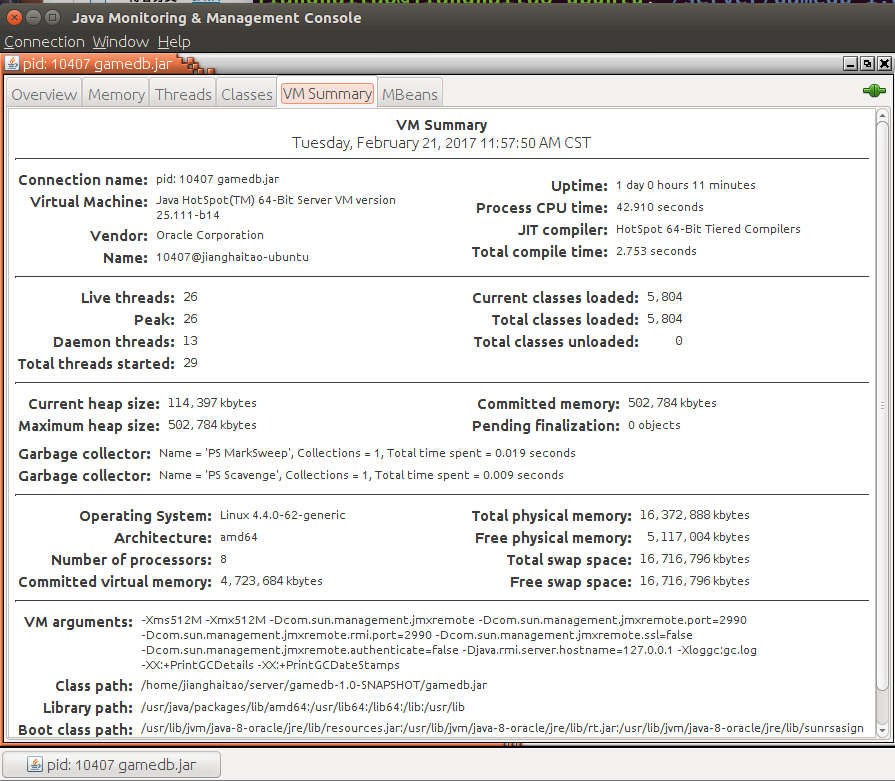 Java Monitoring & Management Console
Connection Window Help
pid: 10407 gamedb.jar
Overview Memory Threads Classes VM Summary MBeans
VM Summary
Tuesday, February 21, 2017 11:57:50 AM CST
Connection name: pid: 10407 gamedb.jar
Virtual Machine: Java HotSpot(TM) 64-Bit Server VM version
25.111-b14
Vendor: Oracle Corporation
Name: 10407@jianghaitao-ubuntu
Uptime: 1 day 0 hours 11 minutes
Process CPU time: 42.910 seconds
JIT compiler: HotSpot 64-Bit Tiered Compilers
Total compile time: 2.753 seconds
Live threads: 26
Peak: 26
Daemon threads: 13
Total threads started: 29
Current classes loaded: 5,804
Total classes loaded: 5,804
Total classes unloaded: 0
Current heap size: 114,397 kbytes
Maximum heap size: 502,784 kbytes
Committed memory: 502,784 kbytes
Pending finalization: 0 objects
Garbage collector: Name = 'PS MarkSweep', Collections = 1, Total time spent = 0.019 seconds
Garbage collector: Name = 'PS Scavenge', Collections = 1, Total time spent = 0.009 seconds
Operating System: Linux 4.4.0-62-generic
Architecture: amd64
Number of processors: 8
Committed virtual memory: 4,723,684 kbytes
Total physical memory: 16,372,888 kbytes
Free physical memory: 5,117,004 kbytes
Total swap space: 16,716,796 kbytes
Free swap space: 16,716,796 kbytes
VM arguments: -Xms512M -Xmx512M -Dcom.sun.management.jmxremote -Dcom.sun.management.jmxremote.port=2990
-Dcom.sun.management.jmxremote.rmi.port=2990 -Dcom.sun.management.jmxremote.ssl=false
-Dcom.sun.management.jmxremote.authenticate=false -Djava.rmi.server.hostname=127.0.0.1 -Xloggc:gc.log
-XX:+PrintGCDetails -XX:+PrintGCDateStamps
Class path: /home/jianghaitao/server/gamedb-1.0-SNAPSHOT/gamedb.jar
Library path: /usr/java/packages/lib/amd64:/usr/lib64:/lib64:/lib:/usr/lib
Boot class path: /usr/lib/jvm/java-8-oracle/jre/lib/resources.jar:/usr/lib/jvm/java-8-oracle/jre/lib/rt.jar:/usr/lib/jvm/java-8-oracle/jre/lib/sunrsasign
pid: 10407 gamedb.jar